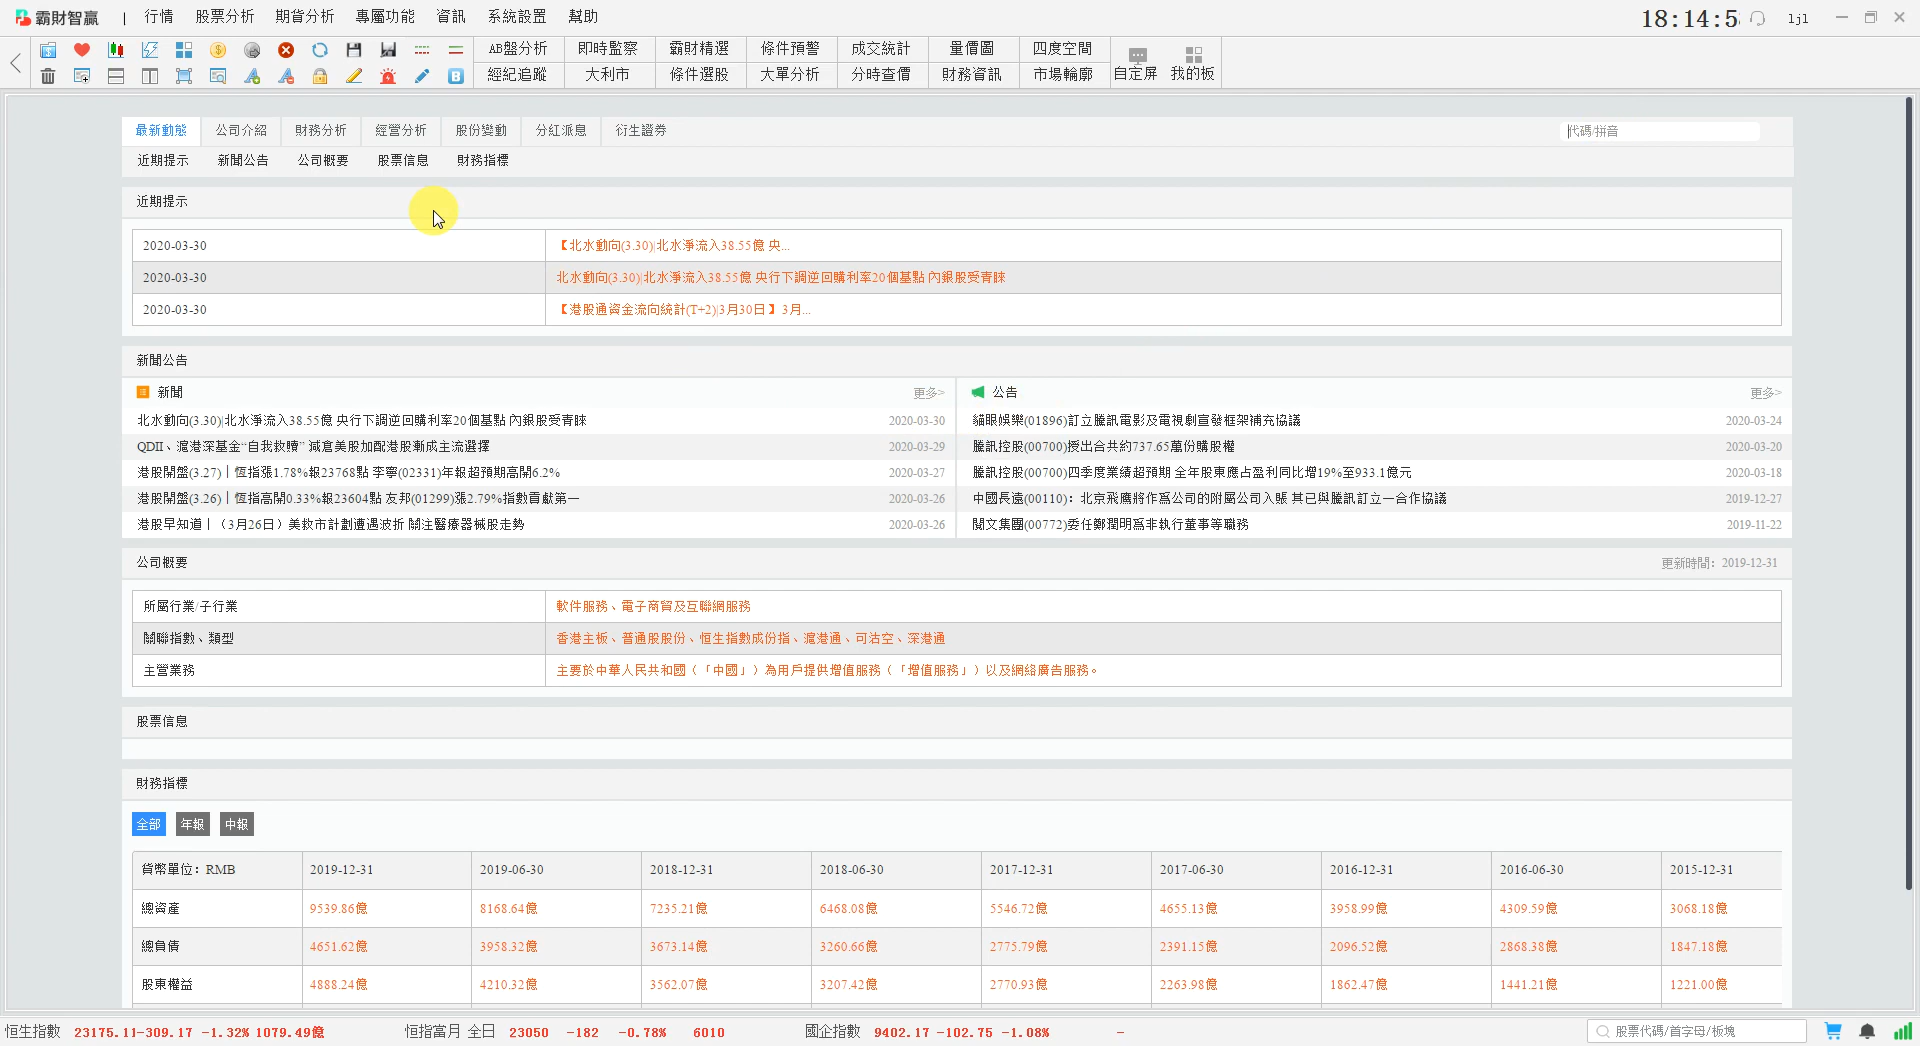 霸財智贏 | 行情 股票分析 期貨分析 專屬功能 資訊 系統設置 幫助 18:14:5 ljl
AB盤分析 即時監察 霸財精選 條件預警 成交統計 量價圖 四度空間
經紀追蹤 大利市 條件選股 大單分析 分時查價 財務資訊 市場輪廓 自定屏 我的板
最新動態 公司介紹 財務分析 經營分析 股份變動 分紅派息 衍生證券 代碼/拼音
近期提示 新聞公告 公司概要 股票信息 財務指標
近期提示
2020-03-30 【北水動向(3.30)|北水淨流入38.55億 央...
2020-03-30 北水動向(3.30)|北水淨流入38.55億 央行下調逆回購利率20個基點 內銀股受青睞
2020-03-30 【港股通資金流向統計(T+2)|3月30日】3月...
新聞公告
新聞 更多> 公告 更多>
北水動向(3.30)|北水淨流入38.55億 央行下調逆回購利率20個基點 內銀股受青睞 2020-03-30 貓眼娛樂(01896)訂立騰訊電影及電視劇宣發框架補充協議 2020-03-24
QDII、滬港深基金“自我救贖” 減倉美股加配港股漸成主流選擇 2020-03-29 騰訊控股(00700)授出合共約737.65萬份購股權 2020-03-20
港股開盤(3.27)丨恆指漲1.78%報23768點 李寧(02331)年報超預期高開6.2% 2020-03-27 騰訊控股(00700)四季度業績超預期 全年股東應占盈利同比增19%至933.1億元 2020-03-18
港股開盤(3.26)丨恆指高開0.33%報23604點 友邦(01299)漲2.79%指數貢獻第一 2020-03-26 中國長遠(00110)：北京飛鷹將作爲公司的附屬公司入賬 其已與騰訊訂立一合作協議 2019-12-27
港股早知道丨（3月26日）美救市計劃遭遇波折 關注醫療器械股走勢 2020-03-26 閱文集團(00772)委任鄭潤明爲非執行董事等職務 2019-11-22
公司概要 更新時間：2019-12-31
所屬行業/子行業 軟件服務、電子商貿及互聯網服務
關聯指數、類型 香港主板、普通股股份、恒生指數成份指、滬港通、可沽空、深港通
主營業務 主要於中華人民共和國（「中國」）為用戶提供增值服務（「增值服務」）以及網絡廣告服務。
股票信息
財務指標
全部 年報 中報
貨幣單位：RMB 2019-12-31 2019-06-30 2018-12-31 2018-06-30 2017-12-31 2017-06-30 2016-12-31 2016-06-30 2015-12-31
總資產 9539.86億 8168.64億 7235.21億 6468.08億 5546.72億 4655.13億 3958.99億 4309.59億 3068.18億
總負債 4651.62億 3958.32億 3673.14億 3260.66億 2775.79億 2391.15億 2096.52億 2868.38億 1847.18億
股東權益 4888.24億 4210.32億 3562.07億 3207.42億 2770.93億 2263.98億 1862.47億 1441.21億 1221.00億
恒生指數 23175.11 -309.17 -1.32% 1079.49億 恒指當月 全日 23050 -182 -0.78% 6010 國企指數 9402.17 -102.75 -1.08% - 股票代碼/首字母/板塊